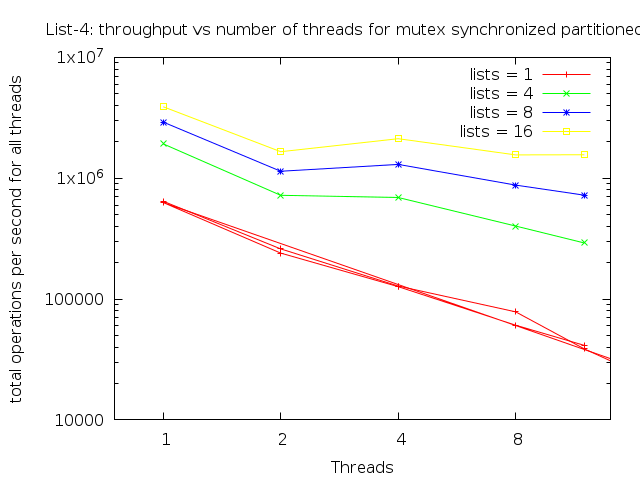 List-4: throughput vs number of threads for mutex synchronized partitioned
total operations per second for all threads
1x10^7
1x10^6
100000
10000
lists = 1
lists = 4
lists = 8
lists = 16
1 2 4 8
Threads